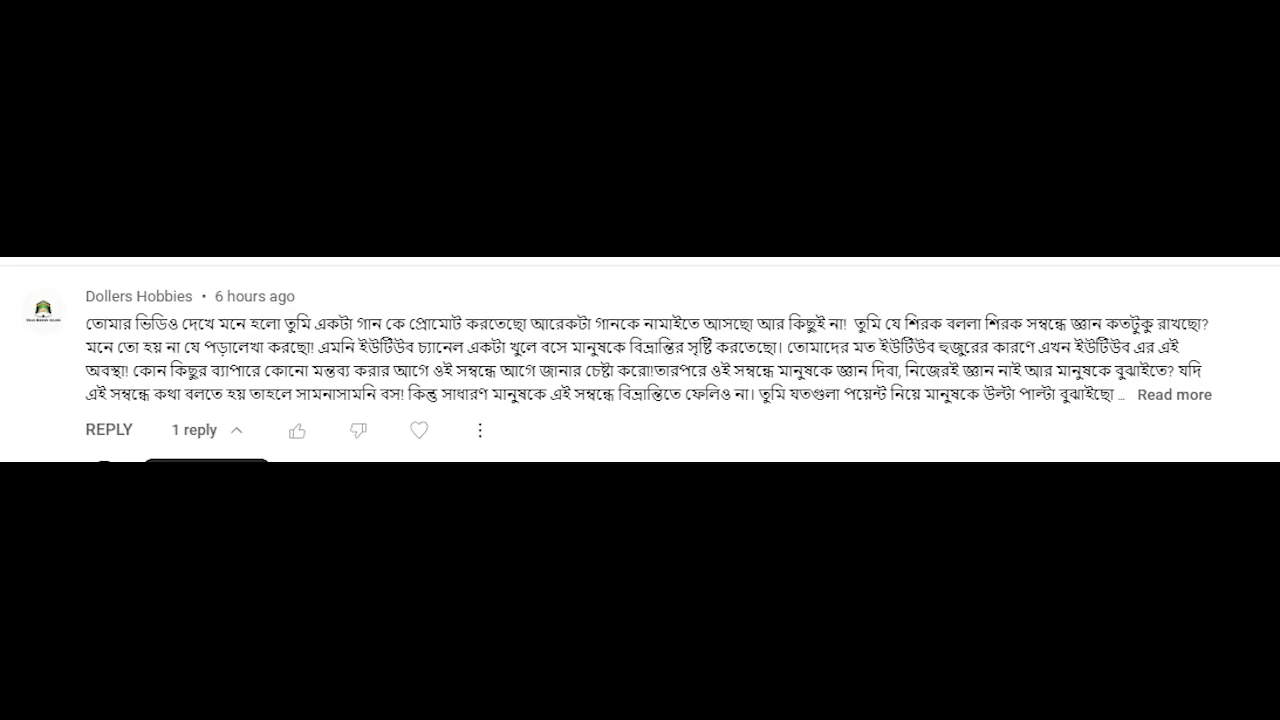 Dollers Hobbies • 6 hours ago
তোমার ভিডিও দেখে মনে হলো তুমি একটা গান কে প্রোমোট করতেছো আরেকটা গানকে নামাইতে আসছো আর কিছুই না! তুমি যে শিরক বললা শিরক সম্বন্ধে জ্ঞান কতটুকু রাখছো?
মনে তো হয় না যে পড়ালেখা করছো! এমনি ইউটিউব চ্যানেল একটা খুলে বসে মানুষকে বিভ্রান্তির সৃষ্টি করতেছো। তোমাদের মত ইউটিউব হুজুরের কারণে এখন ইউটিউব এর এই
অবস্থা! কোন কিছুর ব্যাপারে কোনো মন্তব্য করার আগে ওই সম্বন্ধে আগে জানার চেষ্টা করো!তারপরে ওই সম্বন্ধে মানুষকে জ্ঞান দিবা, নিজেরই জ্ঞান নাই আর মানুষকে বুঝাইতে? যদি
এই সম্বন্ধে কথা বলতে হয় তাহলে সামনাসামনি বস! কিন্তু সাধারণ মানুষকে এই সম্বন্ধে বিভ্রান্তিতে ফেলিও না। তুমি যতগুলা পয়েন্ট নিয়ে মানুষকে উল্টা পাল্টা বুঝাইছো ... Read more
REPLY 1 reply